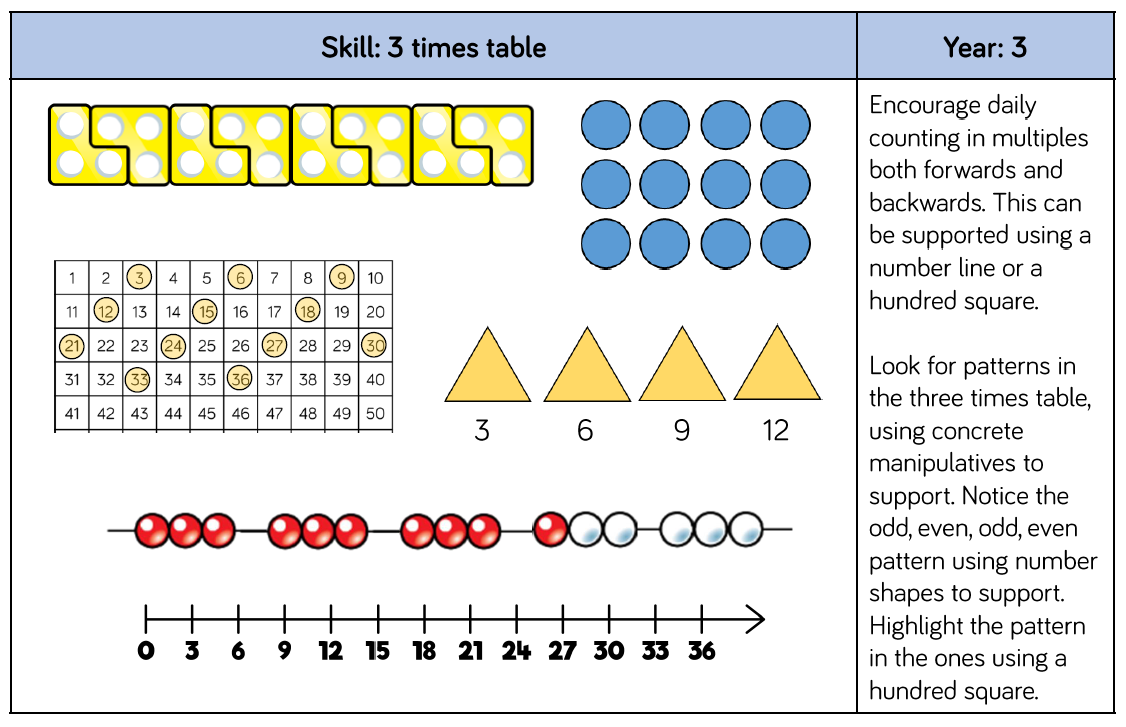 Skill: 3 times table
Year: 3
1 2 3 4 5 6 7 8 9 10
11 12 13 14 15 16 17 18 19 20
21 22 23 24 25 26 27 28 29 30
31 32 33 34 35 36 37 38 39 40
41 42 43 44 45 46 47 48 49 50
3 6 9 12
0 3 6 9 12 15 18 21 24 27 30 33 36
Encourage daily
counting in multiples
both forwards and
backwards. This can
be supported using a
number line or a
hundred square.
Look for patterns in
the three times table,
using concrete
manipulatives to
support. Notice the
odd, even, odd, even
pattern using number
shapes to support.
Highlight the pattern
in the ones using a
hundred square.